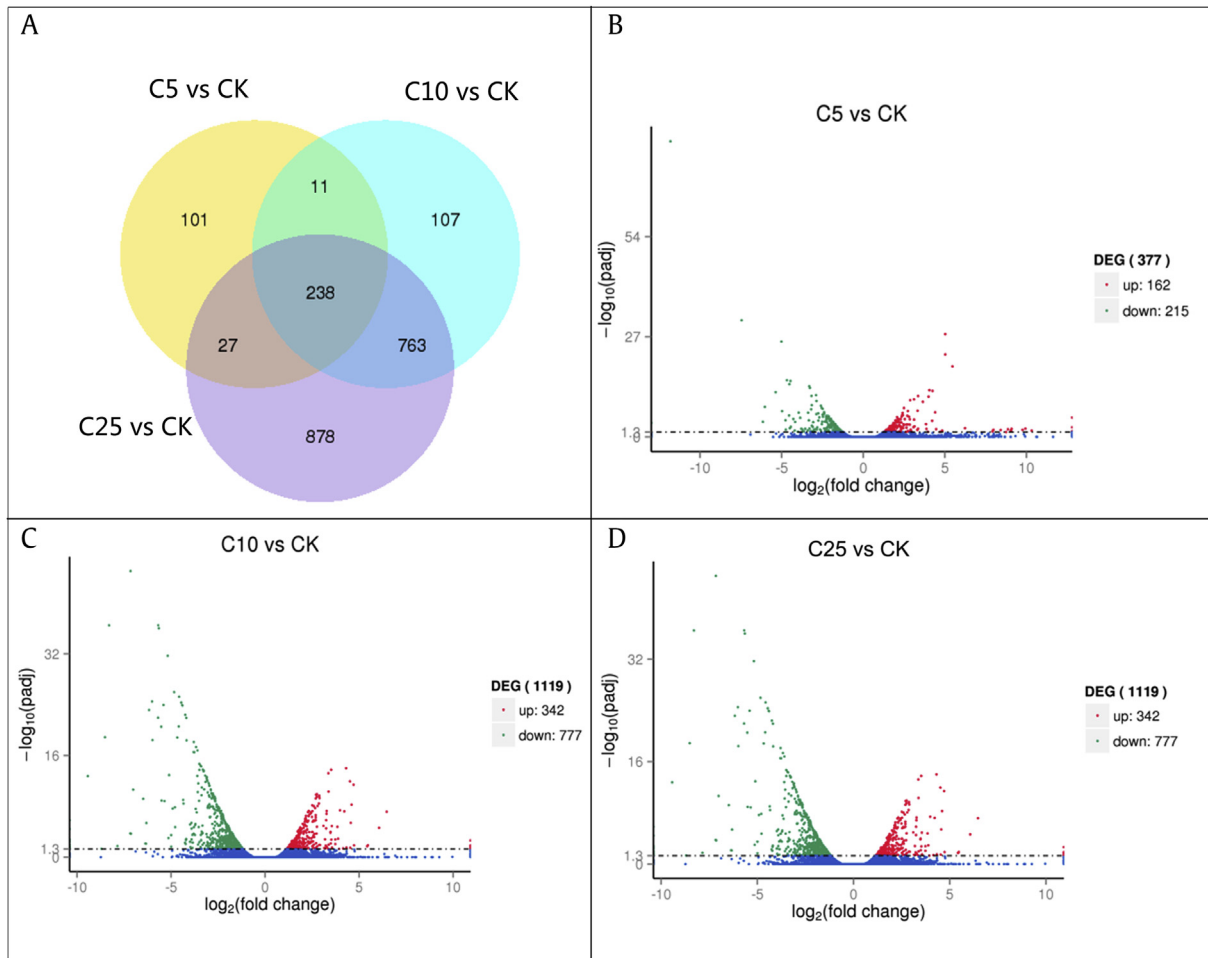 A
C5 vs CK
C10 vs CK
11
101
107
238
27
763
C25 vs CK
878
B
C5 vs CK
54
27
1.3
0
−log10(padj)
-10
-5
0
5
10
log2(fold change)
DEG ( 377 )
up: 162
down: 215
C
C10 vs CK
32
16
1.3
0
−log10(padj)
-10
-5
0
5
10
log2(fold change)
DEG ( 1119 )
up: 342
down: 777
D
C25 vs CK
32
16
1.3
0
−log10(padj)
-10
-5
0
5
10
log2(fold change)
DEG ( 1119 )
up: 342
down: 777